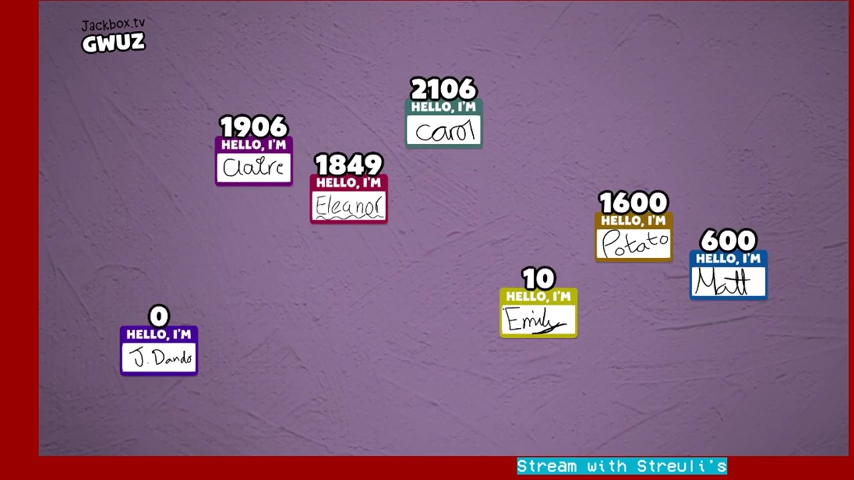 Jackbox.tv
GWUZ
2106
HELLO, I'M
Carol
1906
HELLO, I'M
Claire
1849
HELLO, I'M
Eleanor
1600
HELLO, I'M
Potato
600
HELLO, I'M
Matt
10
HELLO, I'M
Emily
0
HELLO, I'M
J. Dando
Stream with Streuli's